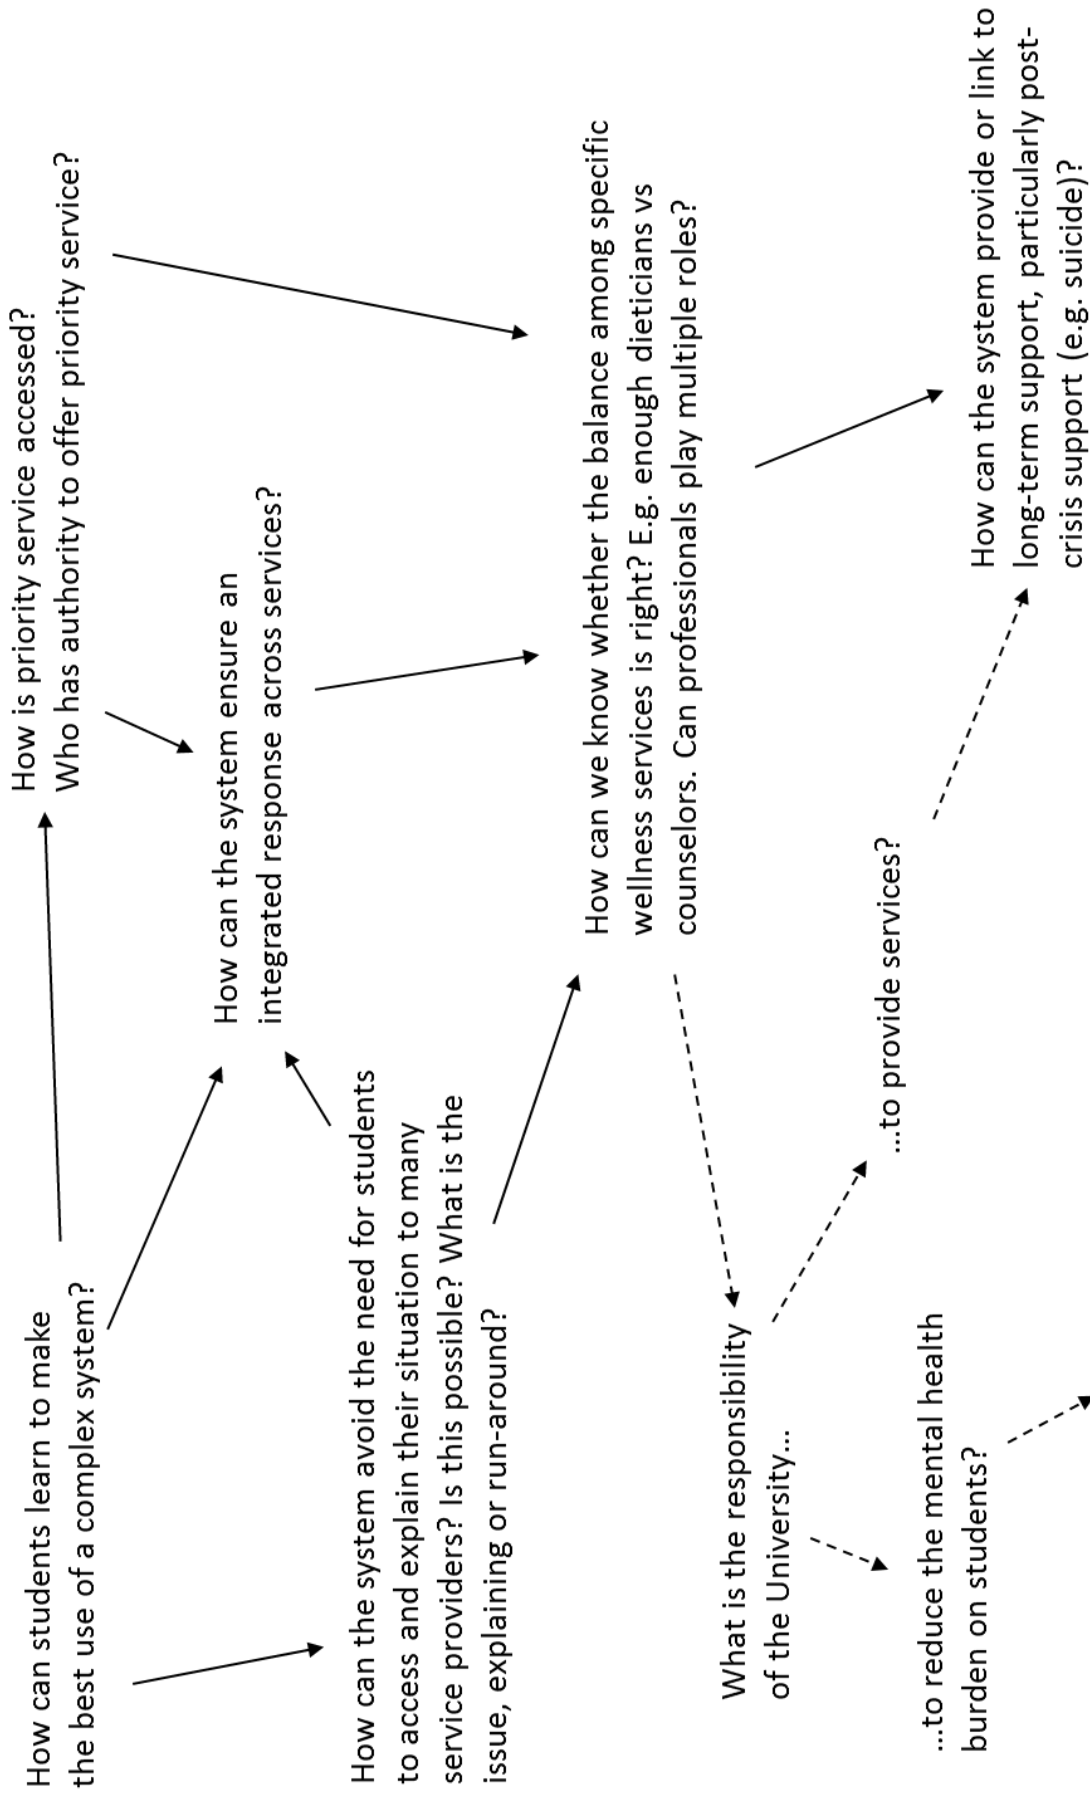 How can students learn to make
the best use of a complex system?
How is priority service accessed?
Who has authority to offer priority service?
How can the system ensure an
integrated response across services?
How can the system avoid the need for students
to access and explain their situation to many
service providers? Is this possible? What is the
issue, explaining or run-around?
How can we know whether the balance among specific
wellness services is right? E.g. enough dieticians vs
counselors. Can professionals play multiple roles?
What is the responsibility
of the University...
...to provide services?
...to reduce the mental health
burden on students?
How can the system provide or link to
long-term support, particularly post-
crisis support (e.g. suicide)?